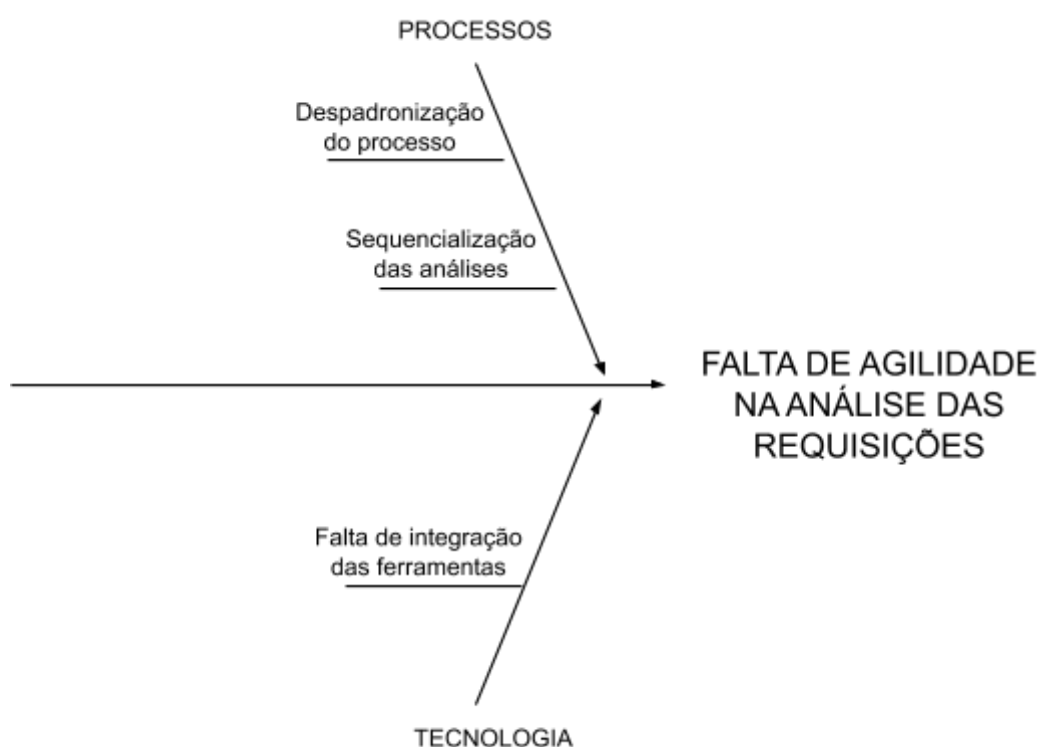 PROCESSOS
Despadronização
do processo
Sequencialização
das análises
FALTA DE AGILIDADE
NA ANÁLISE DAS
REQUISIÇÕES
Falta de integração
das ferramentas
TECNOLOGIA